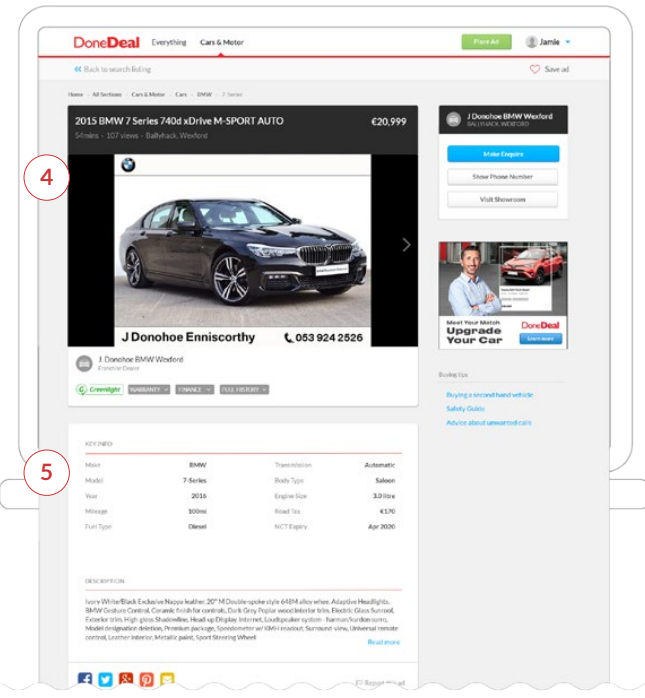 DoneDeal Everything Cars & Motor Place Ad Jamie
Back to search listing Save ad
Home All Sections Cars & Motor Cars BMW 7 Series
2015 BMW 7 Series 740d xDrive M-SPORT AUTO €20,999
54mins - 107 views - Ballyhack, Wexford
J Donohoe BMW Wexford
BALLYHACK, WEXFORD
Make Enquire
Show Phone Number
Visit Showroom
4
J Donohoe Enniscorthy 053 924 2526
J. Donohoe BMW Wexford
Franchise Dealer
Greenlight WARRANTY FINANCE FULL HISTORY
Meet Your Match
Upgrade
Your Car
DoneDeal
Learn more
Buying tips
Buying a second hand vehicle
Safety Guide
Advice about unwanted calls
5
KEY INFO
Make BMW Transmission Automatic
Model 7-Series Body Type Saloon
Year 2016 Engine Size 3.0 litre
Mileage 100mi Road Tax €170
Fuel Type Diesel NCT Expiry Apr 2020
DESCRIPTION
Ivory White/Black Exclusive Nappa leather. 20" M Double-spoke style 648M alloy whee, Adaptive Headlights,
BMW Gesture Control, Ceramic finish for controls, Dark Grey Poplar wood interior trim, Electric Glass Sunroof,
Exterior trim. High-gloss Shadowline, Head-up Display, Internet, Loudspeaker system - harman/kardon surro,
Model designation deletion, Premium package, Speedometer w/ KMH readout, Surround-view, Universal remote
control, Leather interior, Metallic paint, Sport Steering Wheel
Read more
Report this ad